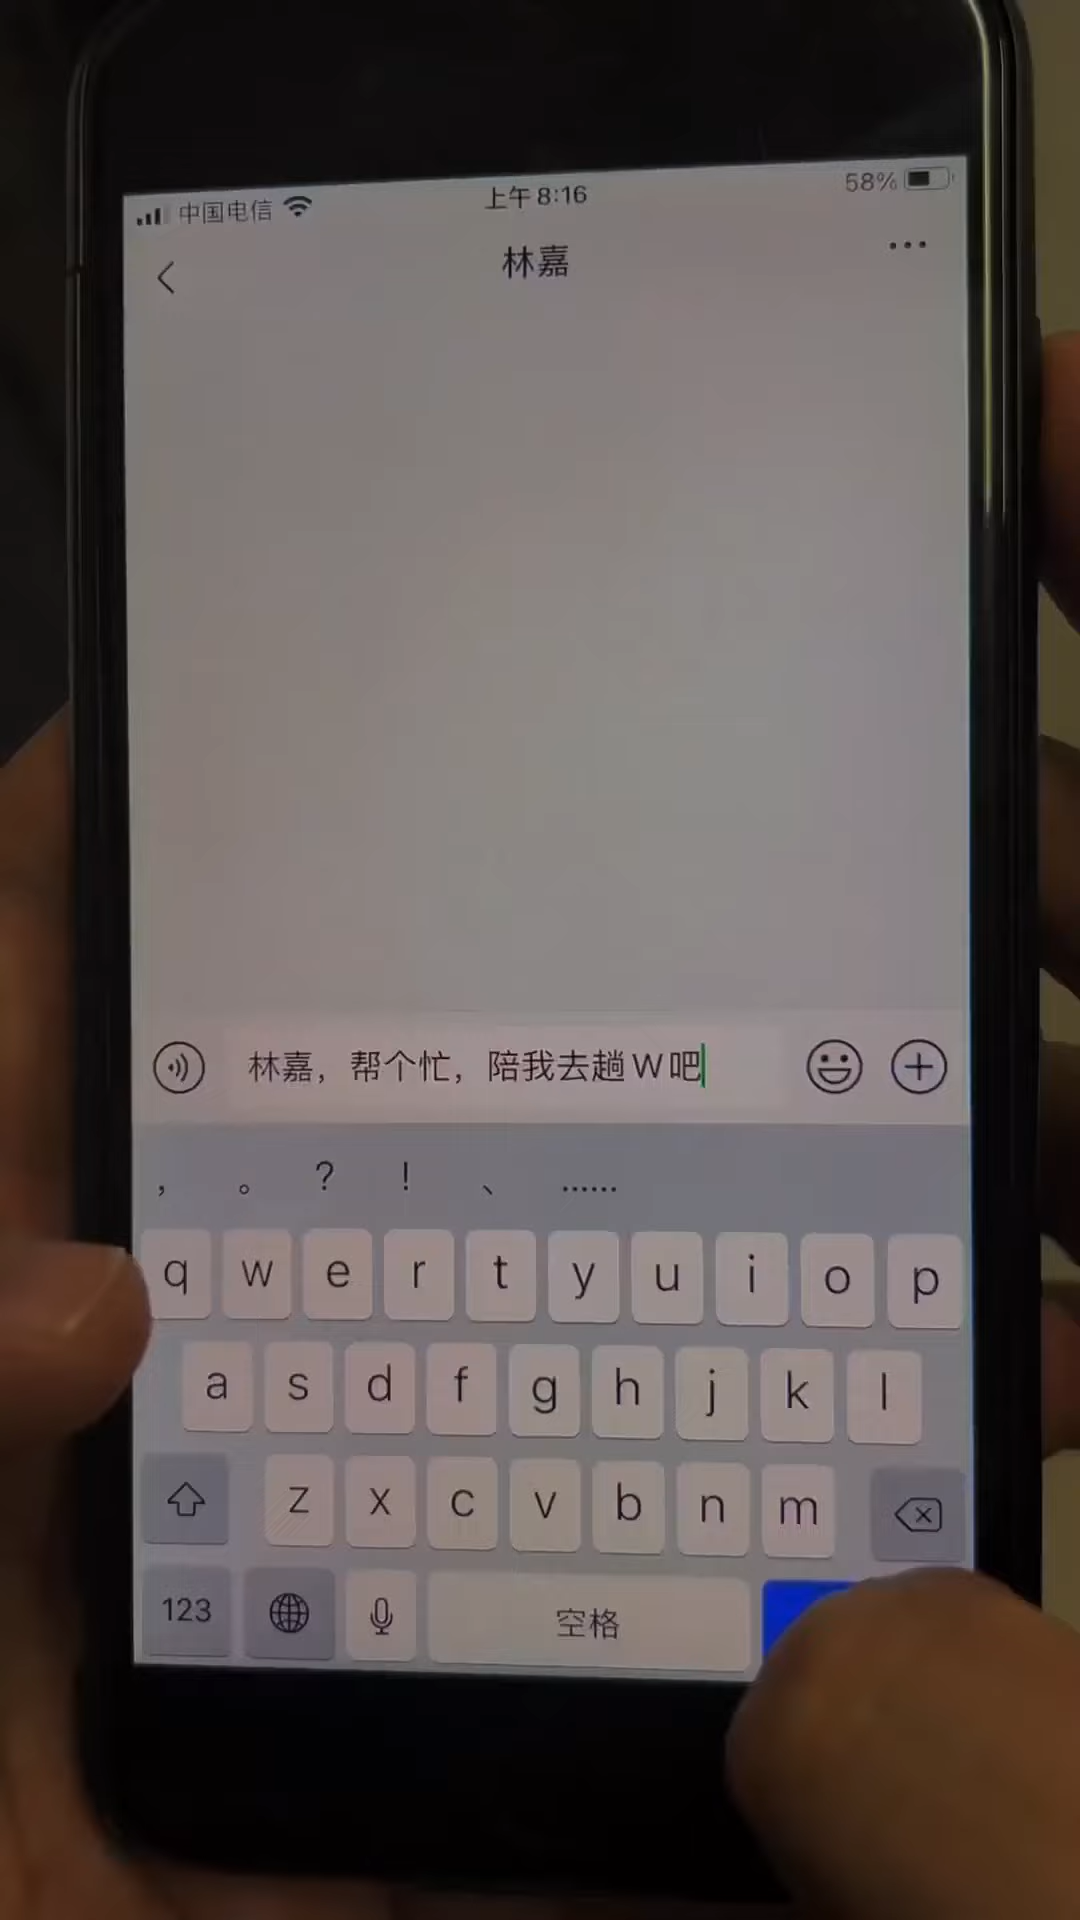 中国电信 上午8:16 58%
林嘉
林嘉，帮个忙，陪我去趟W吧
， 。 ？ ！ 、 ……
q w e r t y u i o p
a s d f g h j k l
z x c v b n m
123 空格